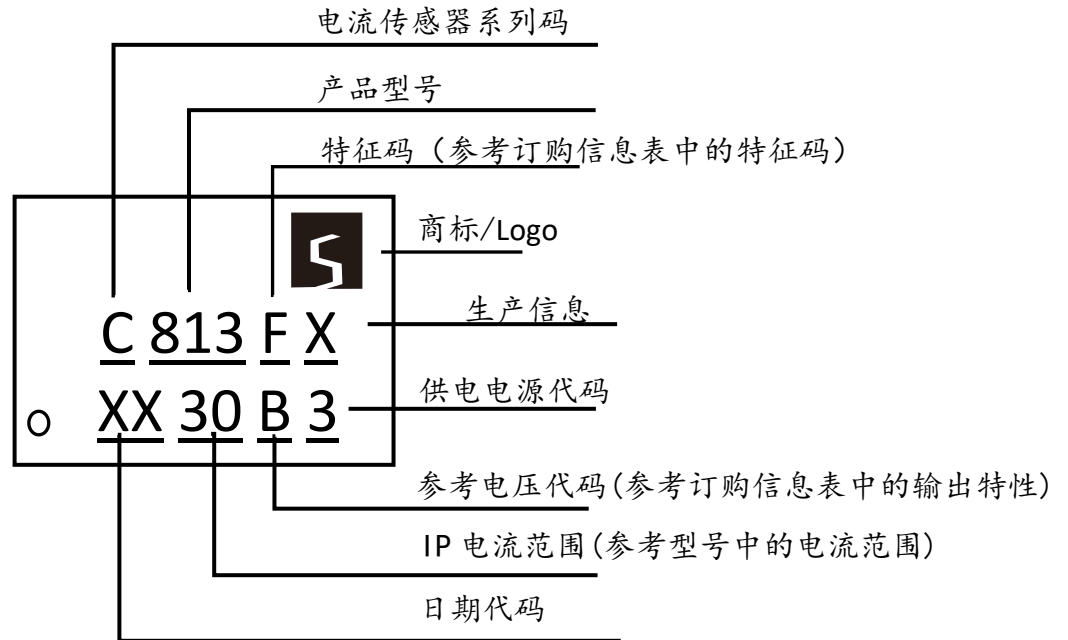 电流传感器系列码
产品型号
特征码（参考订购信息表中的特征码）
商标/Logo
生产信息
C 813 F X
供电电源代码
XX 30 B 3
参考电压代码(参考订购信息表中的输出特性)
IP 电流范围(参考型号中的电流范围)
日期代码